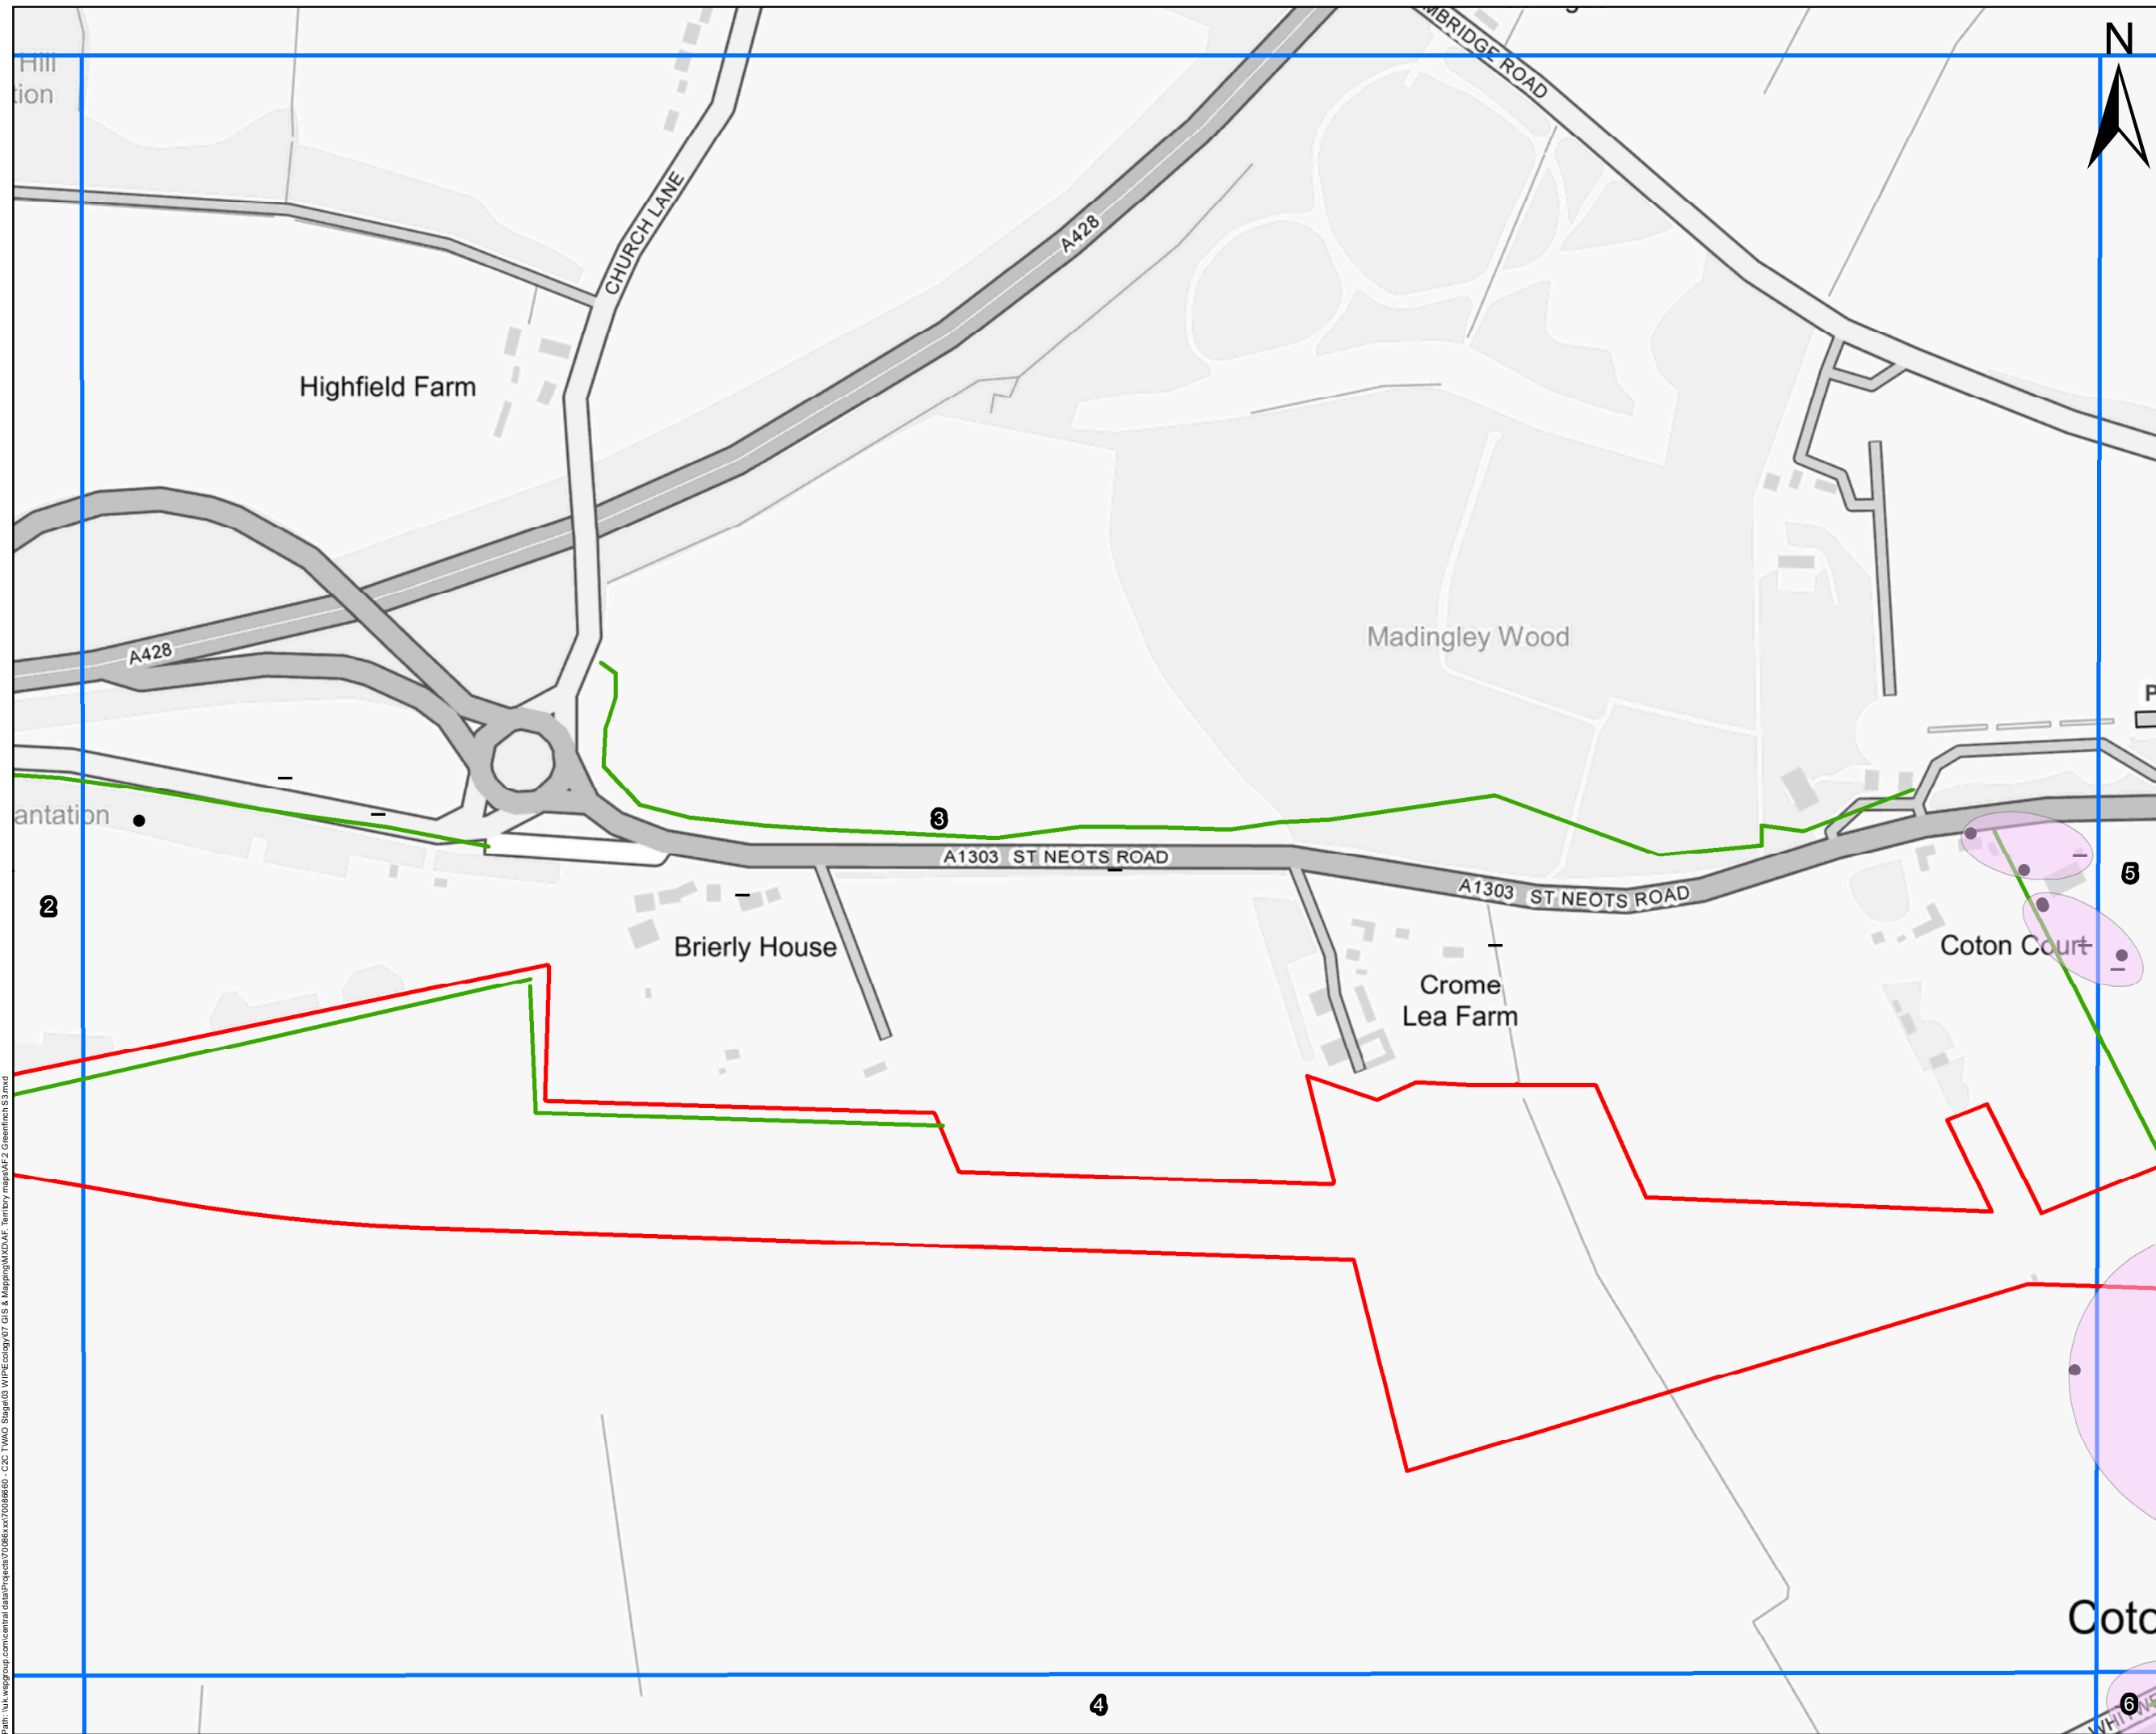 N
MBRIDGE ROAD
Hill
tion
CHURCH LANE
A428
Highfield Farm
Madingley Wood
A428
P
antation
3
A1303 ST NEOTS ROAD
A1303 ST NEOTS ROAD
5
2
Brierly House
Coton Court
Crome
Lea Farm
Coto
4
6